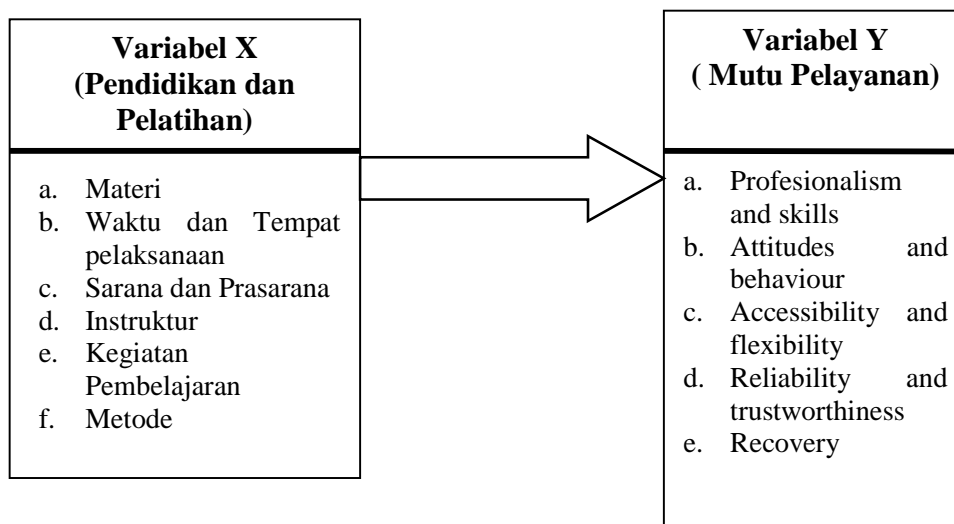 Variabel X
(Pendidikan dan
Pelatihan)
a. Materi
b. Waktu dan Tempat
pelaksanaan
c. Sarana dan Prasarana
d. Instruktur
e. Kegiatan
Pembelajaran
f. Metode
Variabel Y
( Mutu Pelayanan)
a. Profesionalism
and skills
b. Attitudes and
behaviour
c. Accessibility and
flexibility
d. Reliability and
trustworthiness
e. Recovery